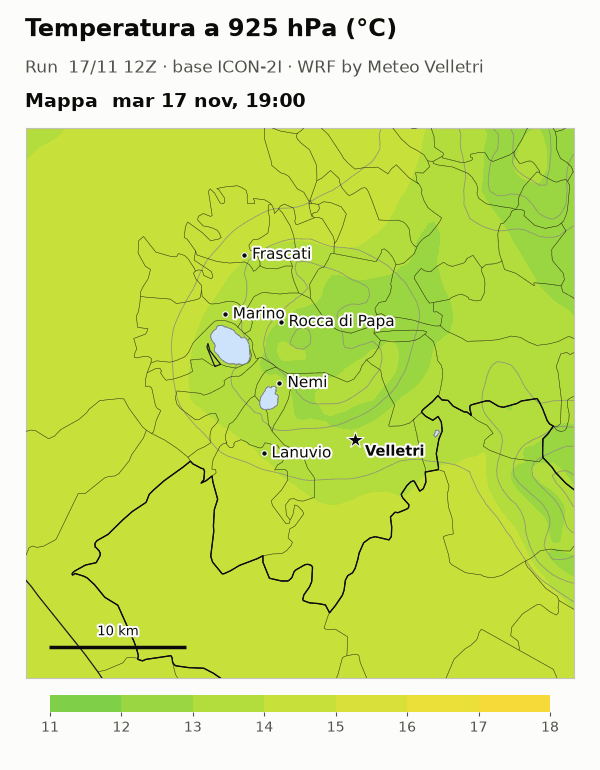 Temperatura a 925 hPa (°C)
Run 17/11 12Z · base ICON-2I · WRF by Meteo Velletri
Mappa mar 17 nov, 19:00
Frascati
Marino
Rocca di Papa
Nemi
Velletri
Lanuvio
10 km
11 12 13 14 15 16 17 18